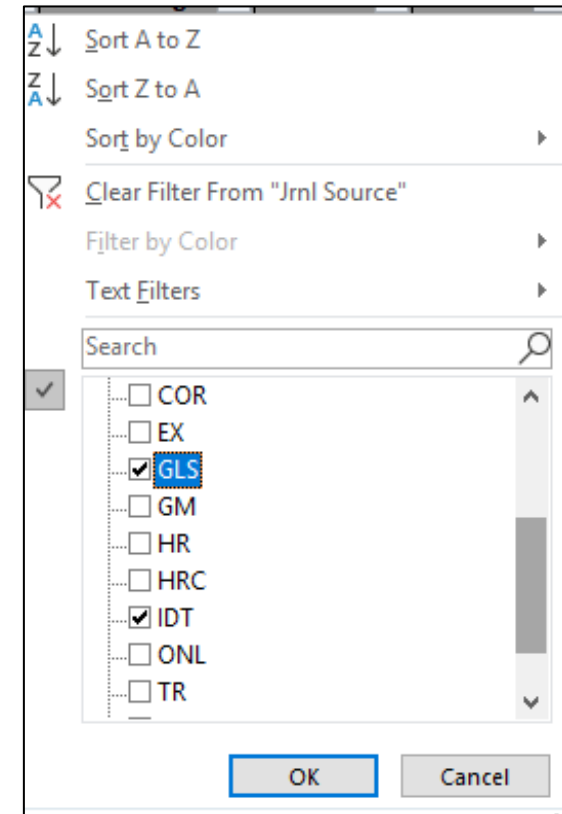 Sort A to Z
Sort Z to A
Sort by Color
Clear Filter From "Jrnl Source"
Filter by Color
Text Filters
Search
COR
EX
GLS
GM
HR
HRC
IDT
ONL
TR
OK
Cancel